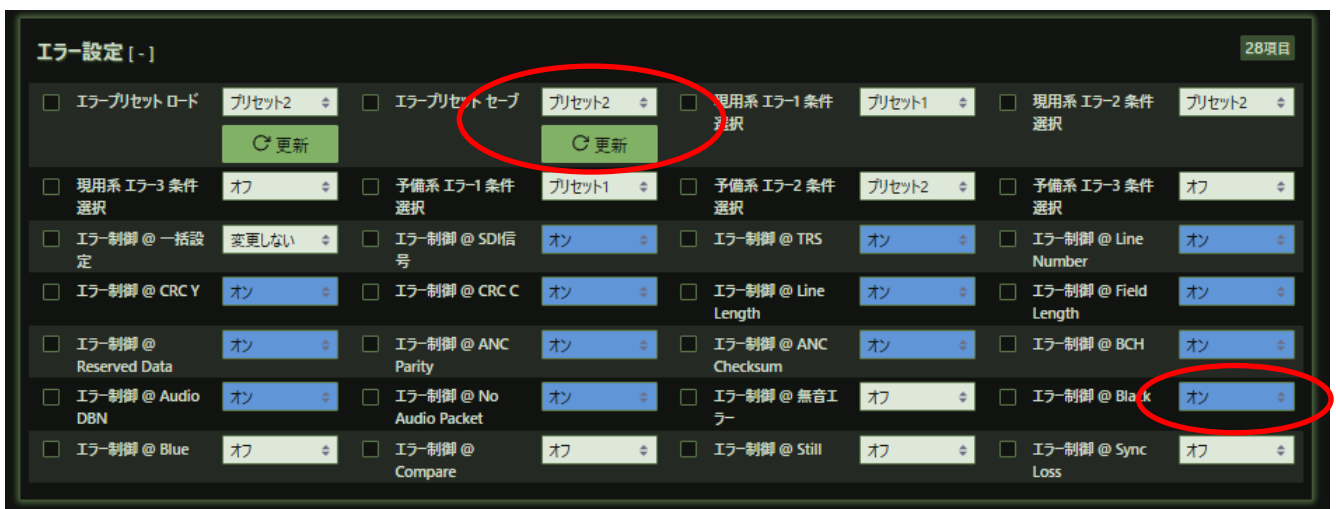 エラー設定 [ - ]
28項目
エラープリセット ロード プリセット2 エラープリセット セーブ プリセット2 現用系 エラー1 条件 プリセット1 現用系 エラー2 条件 プリセット2
選択 選択
更新 更新
現用系 エラー3 条件 オフ 予備系 エラー1 条件 プリセット1 予備系 エラー2 条件 プリセット2 予備系 エラー3 条件 オフ
選択 選択 選択 選択
エラー制御 @ 一括設 変更しない エラー制御 @ SDI信 オン エラー制御 @ TRS オン エラー制御 @ Line オン
定 号 Number
エラー制御 @ CRC Y オン エラー制御 @ CRC C オン エラー制御 @ Line オン エラー制御 @ Field オン
Length Length
エラー制御 @ オン エラー制御 @ ANC オン エラー制御 @ ANC オン エラー制御 @ BCH オン
Reserved Data Parity Checksum
エラー制御 @ Audio オン エラー制御 @ No オン エラー制御 @ 無音エ オフ エラー制御 @ Black オン
DBN Audio Packet ラー
エラー制御 @ Blue オフ エラー制御 @ オフ エラー制御 @ Still オフ エラー制御 @ Sync オフ
Compare Loss